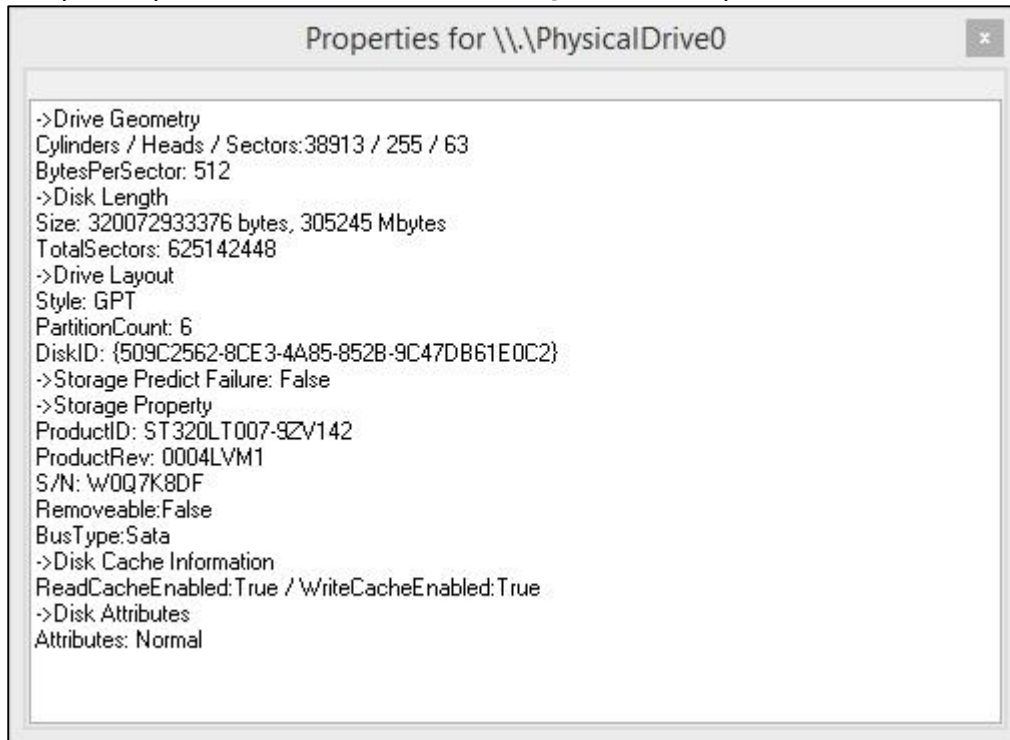 Properties for \\.\PhysicalDrive0
x
->Drive Geometry
Cylinders / Heads / Sectors:38913 / 255 / 63
BytesPerSector: 512
->Disk Length
Size: 320072933376 bytes, 305245 Mbytes
TotalSectors: 625142448
->Drive Layout
Style: GPT
PartitionCount: 6
DiskID: {509C2562-8CE3-4A85-852B-9C47DB61E0C2}
->Storage Predict Failure: False
->Storage Property
ProductID: ST320LT007-9ZV142
ProductRev: 0004LVM1
S/N: W0Q7K8DF
Removeable:False
BusType:Sata
->Disk Cache Information
ReadCacheEnabled:True / WriteCacheEnabled:True
->Disk Attributes
Attributes: Normal